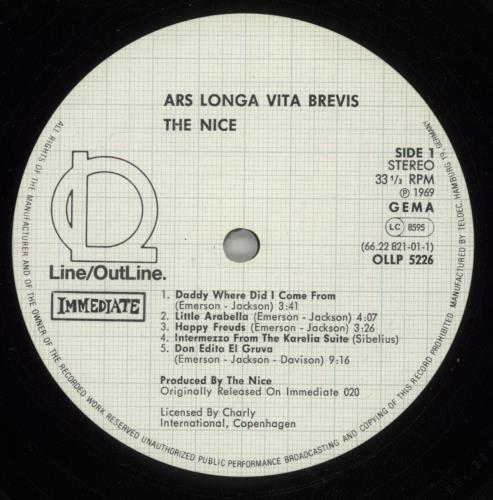 ARS LONGA VITA BREVIS
THE NICE
SIDE 1
STEREO
33 1/3 RPM
℗ 1969
GEMA
LC 8595
(66.22 821-01-1)
OLLP 5226
Line/OutLine.
IMMEDIATE
1. Daddy Where Did I Come From
(Emerson - Jackson) 3:41
2. Little Arabella (Emerson - Jackson) 4:07
3. Happy Freuds (Emerson - Jackson) 3:26
4. Intermezzo From The Karelia Suite (Sibelius)
5. Don Edito El Gruva
(Emerson - Jackson - Davison) 9:16
Produced By The Nice
Originally Released On Immediate 020
Licensed By Charly
International, Copenhagen
ALL RIGHTS OF THE MANUFACTURER AND OF THE OWNER OF THE RECORDED WORK RESERVED UNAUTHORIZED PUBLIC PERFORMANCE BROADCASTING AND COPYING OF THIS RECORD PROHIBITED. MANUFACTURED BY TELDEC, HAMBURG 19, GERMANY